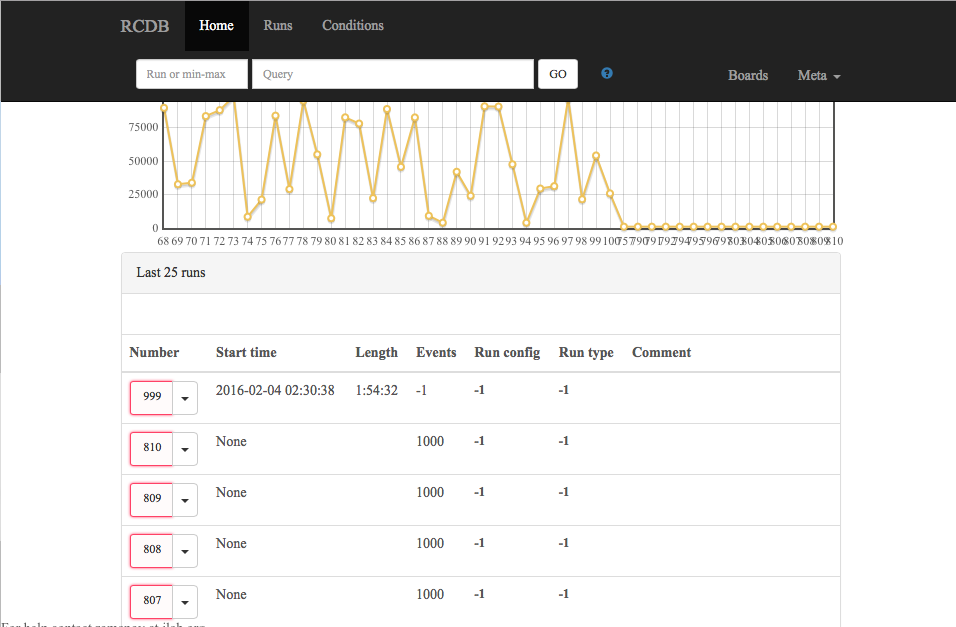 RCDB Home Runs Conditions
Run or min-max Query GO Boards Meta
75000
50000
25000
0
68 69 70 71 72 73 74 75 76 77 78 79 80 81 82 83 84 85 86 87 88 89 90 91 92 93 94 95 96 97 98 99 100 757 790 791 792 794 795 796 797 803 804 805 806 807 808 809 810
Last 25 runs
Number Start time Length Events Run config Run type Comment
999 2016-02-04 02:30:38 1:54:32 -1 -1 -1
810 None 1000 -1 -1
809 None 1000 -1 -1
808 None 1000 -1 -1
807 None 1000 -1 -1
For help contact